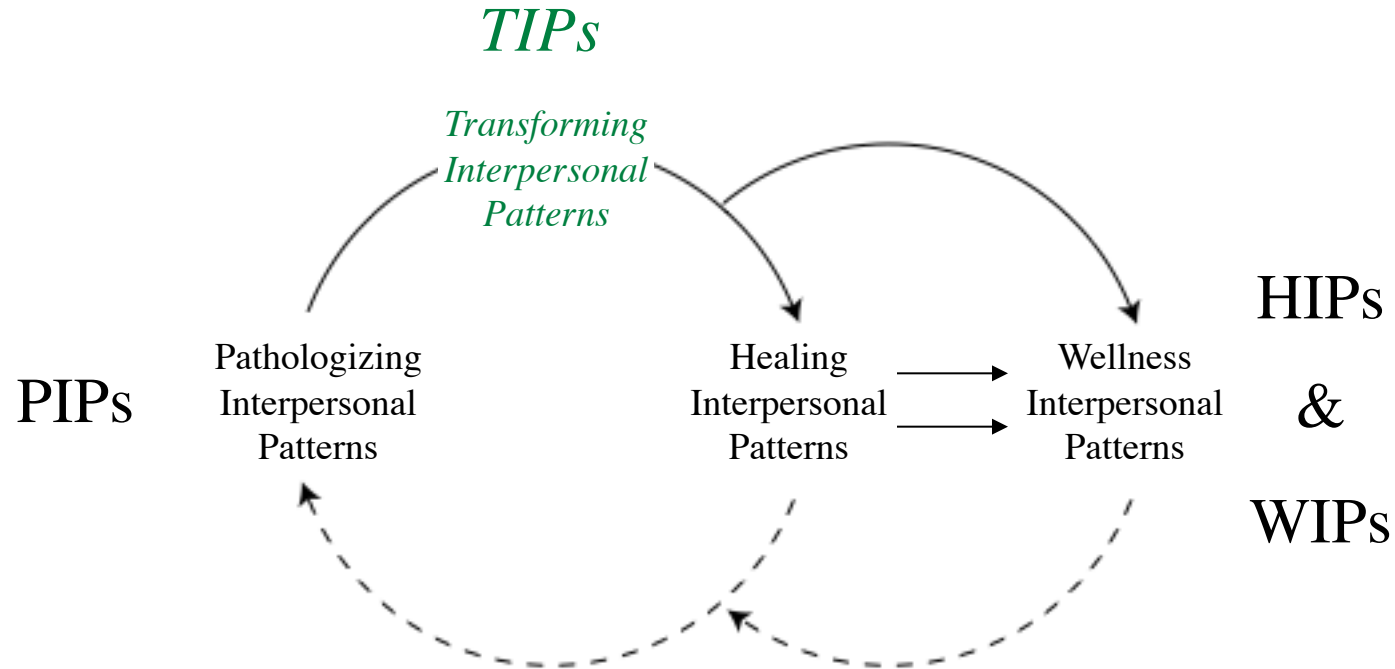 TIPs
Transforming
Interpersonal
Patterns
PIPs
Pathologizing
Interpersonal
Patterns
Healing
Interpersonal
Patterns
Wellness
Interpersonal
Patterns
HIPs
&
WIPs